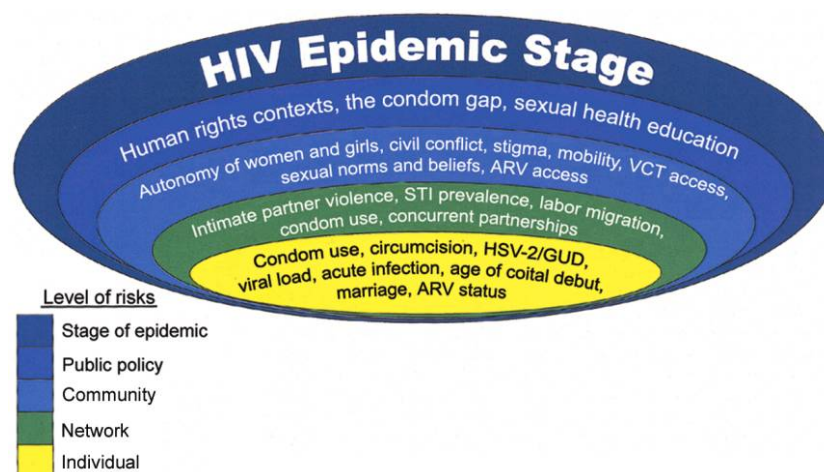 HIV Epidemic Stage
Human rights contexts, the condom gap, sexual health education
Autonomy of women and girls, civil conflict, stigma, mobility, VCT access,
sexual norms and beliefs, ARV access
Intimate partner violence, STI prevalence, labor migration,
condom use, concurrent partnerships
Condom use, circumcision, HSV-2/GUD,
viral load, acute infection, age of coital debut,
marriage, ARV status
Level of risks
Stage of epidemic
Public policy
Community
Network
Individual